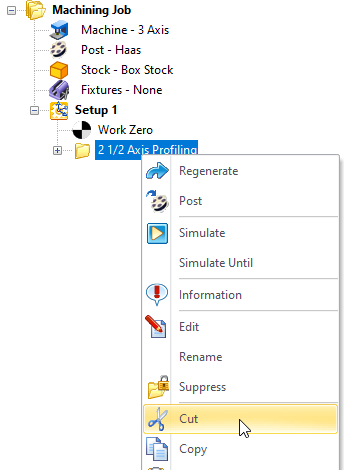 Machining Job
Machine - 3 Axis
Post - Haas
Stock - Box Stock
Fixtures - None
Setup 1
Work Zero
2 1/2 Axis Profiling
Regenerate
Post
Simulate
Simulate Until
Information
Edit
Rename
Suppress
Cut
Copy